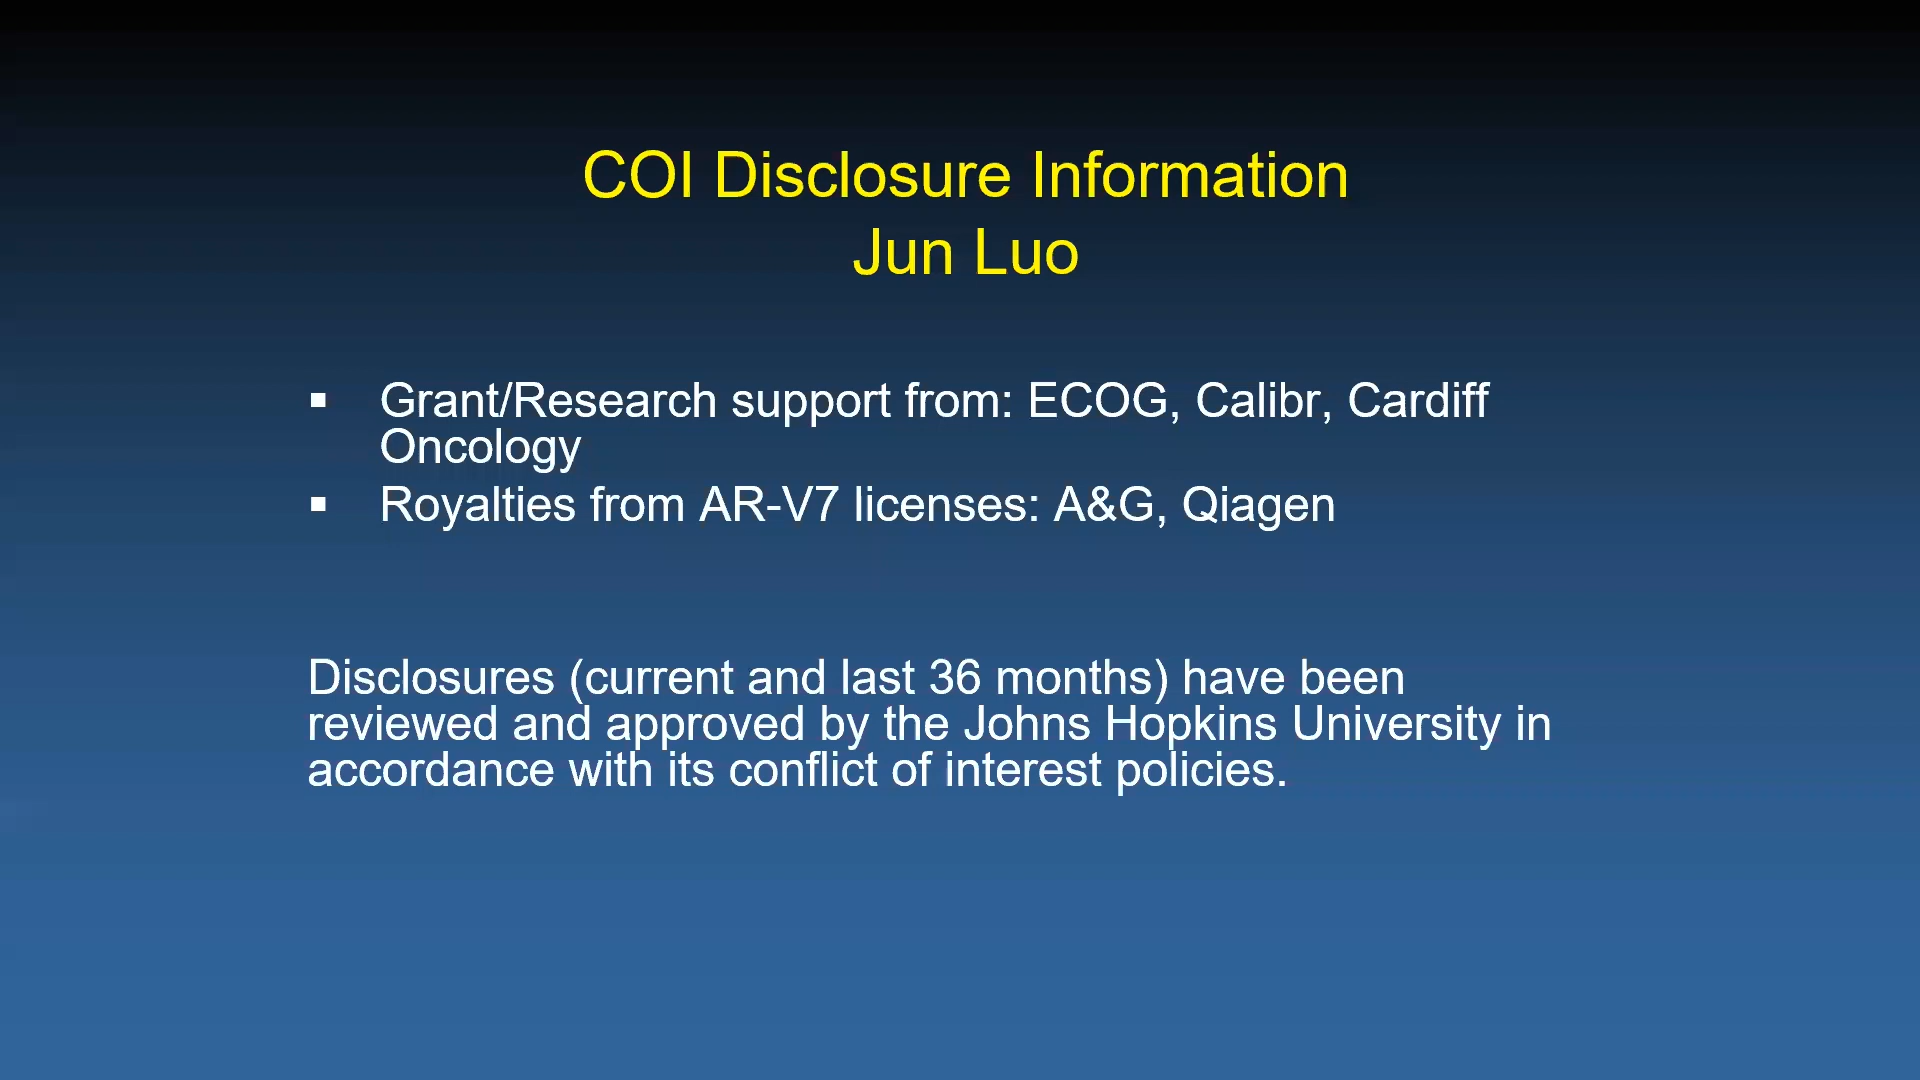 COI Disclosure Information
Jun Luo
▪ Grant/Research support from: ECOG, Calibr, Cardiff
Oncology
▪ Royalties from AR-V7 licenses: A&G, Qiagen
Disclosures (current and last 36 months) have been
reviewed and approved by the Johns Hopkins University in
accordance with its conflict of interest policies.